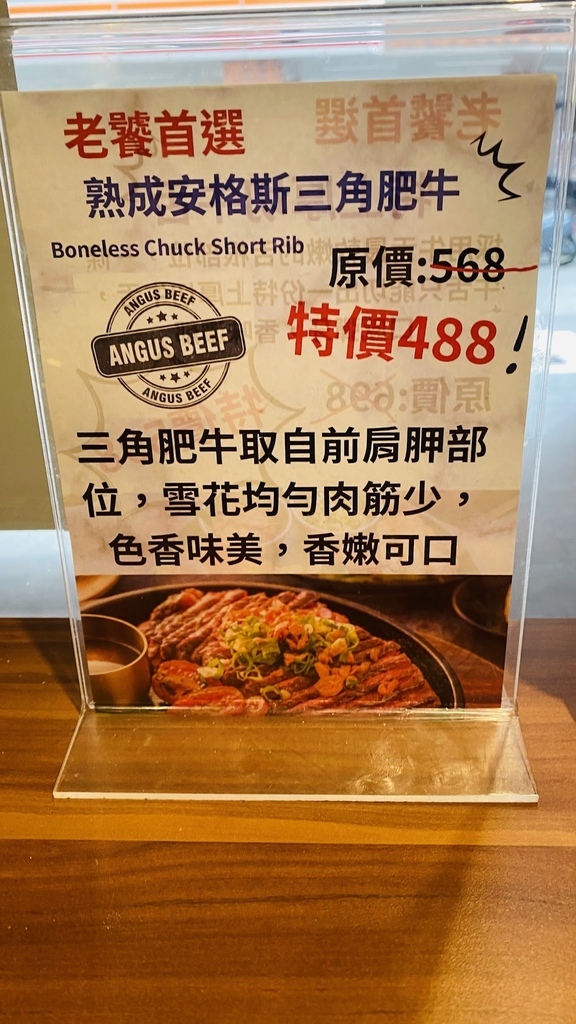 老饕首選
熟成安格斯三角肥牛
Boneless Chuck Short Rib
原價:568
特價488!
ANGUS BEEF
ANGUS BEEF
ANGUS BEEF
三角肥牛取自前肩胛部
位，雪花均勻肉筋少，
色香味美，香嫩可口